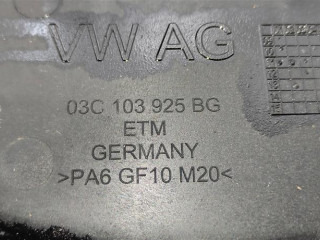 VW AG
03C 103 925 BG
ETM
GERMANY
>PA6 GF10 M20<